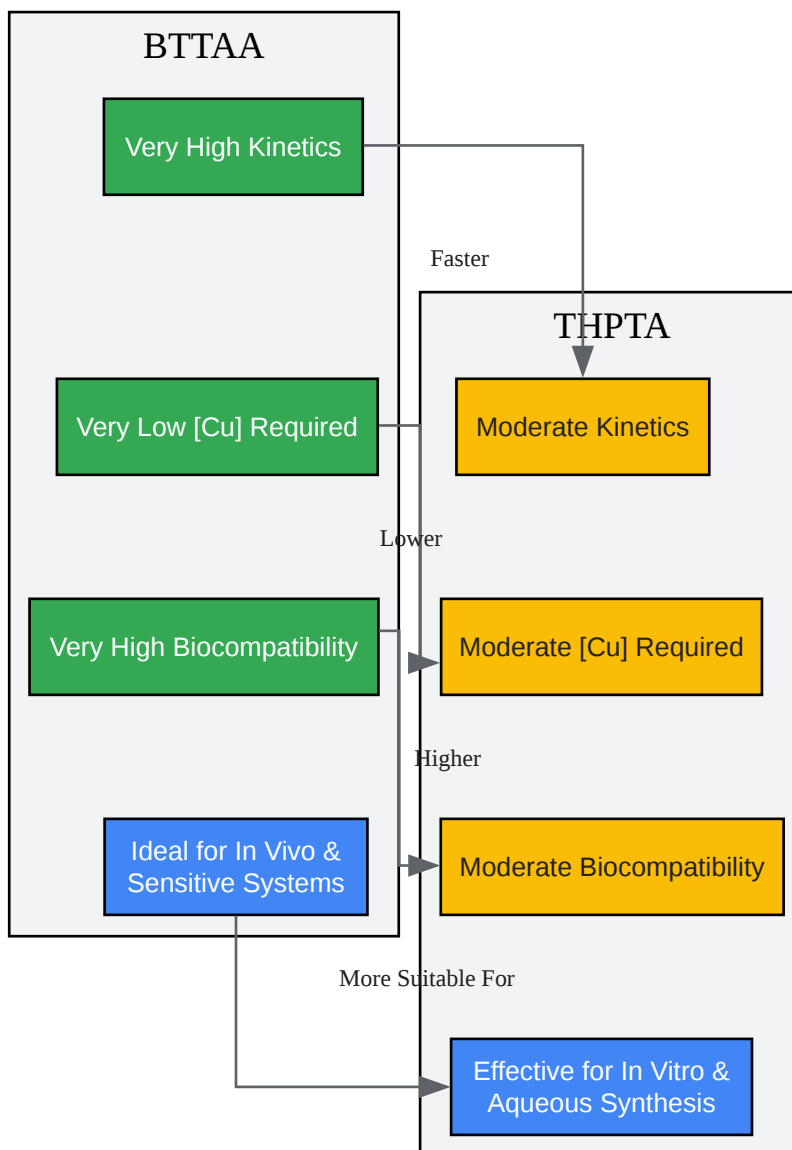 BTTAA
Very High Kinetics
Faster
THPTA
Very Low [Cu] Required
Moderate Kinetics
Lower
Very High Biocompatibility
Moderate [Cu] Required
Higher
Ideal for In Vivo &
Sensitive Systems
Moderate Biocompatibility
More Suitable For
Effective for In Vitro &
Aqueous Synthesis